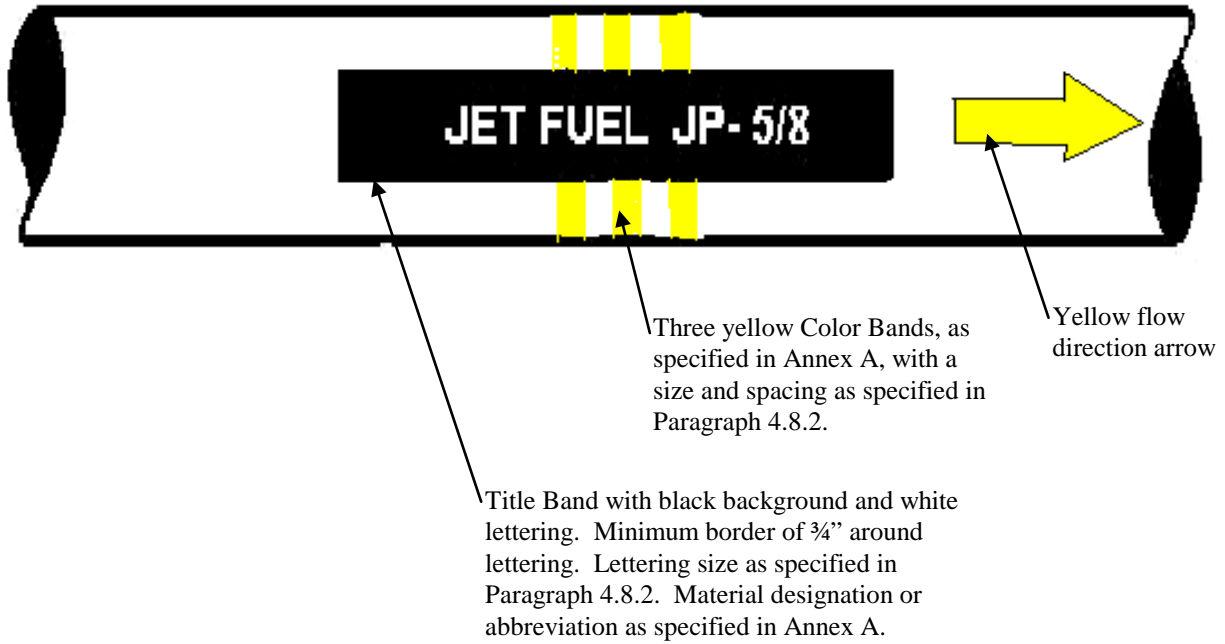 JET FUEL JP- 5/8
Three yellow Color Bands, as
specified in Annex A, with a
size and spacing as specified in
Paragraph 4.8.2.
Yellow flow
direction arrow
Title Band with black background and white
lettering.  Minimum border of ¾” around
lettering.  Lettering size as specified in
Paragraph 4.8.2.  Material designation or
abbreviation as specified in Annex A.